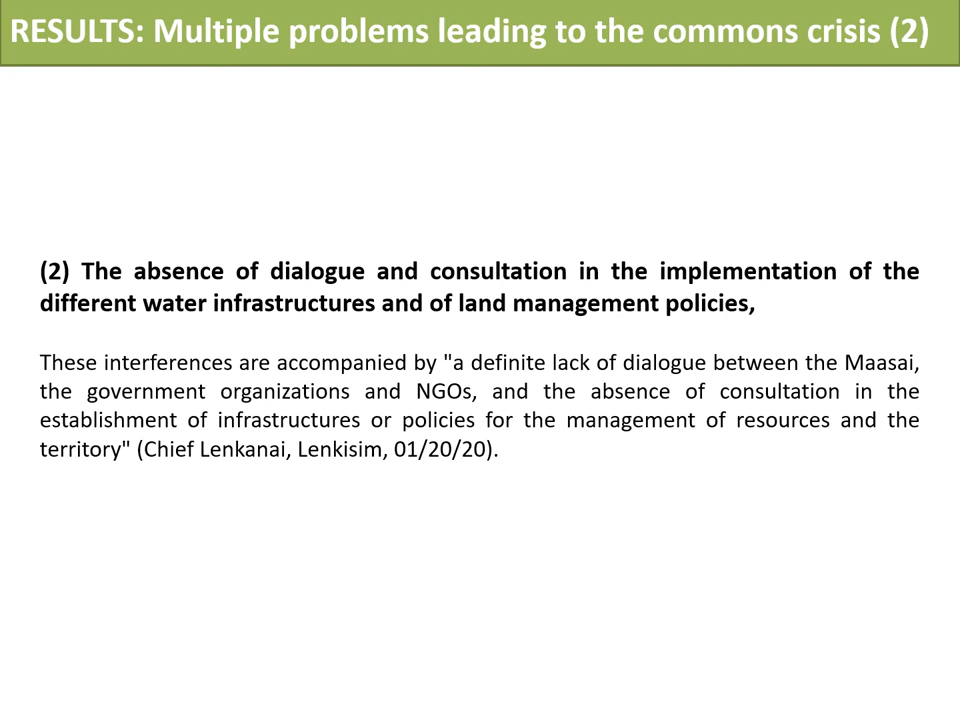 RESULTS: Multiple problems leading to the commons crisis (2)
(2) The absence of dialogue and consultation in the implementation of the
different water infrastructures and of land management policies,
These interferences are accompanied by "a definite lack of dialogue between the Maasai,
the government organizations and NGOs, and the absence of consultation in the
establishment of infrastructures or policies for the management of resources and the
territory" (Chief Lenkanai, Lenkisim, 01/20/20).